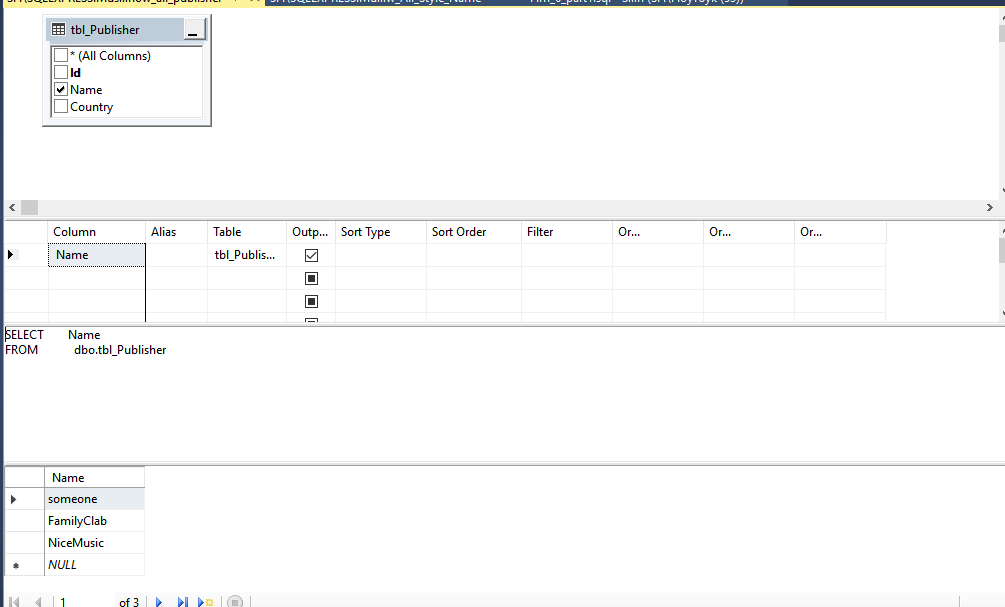 tbl_Publisher
* (All Columns)
Id
Name
Country
Column Alias Table Outp... Sort Type Sort Order Filter Or... Or... Or...
Name tbl_Publis...
SELECT Name
FROM dbo.tbl_Publisher
Name
someone
FamilyClab
NiceMusic
NULL
1 of 3